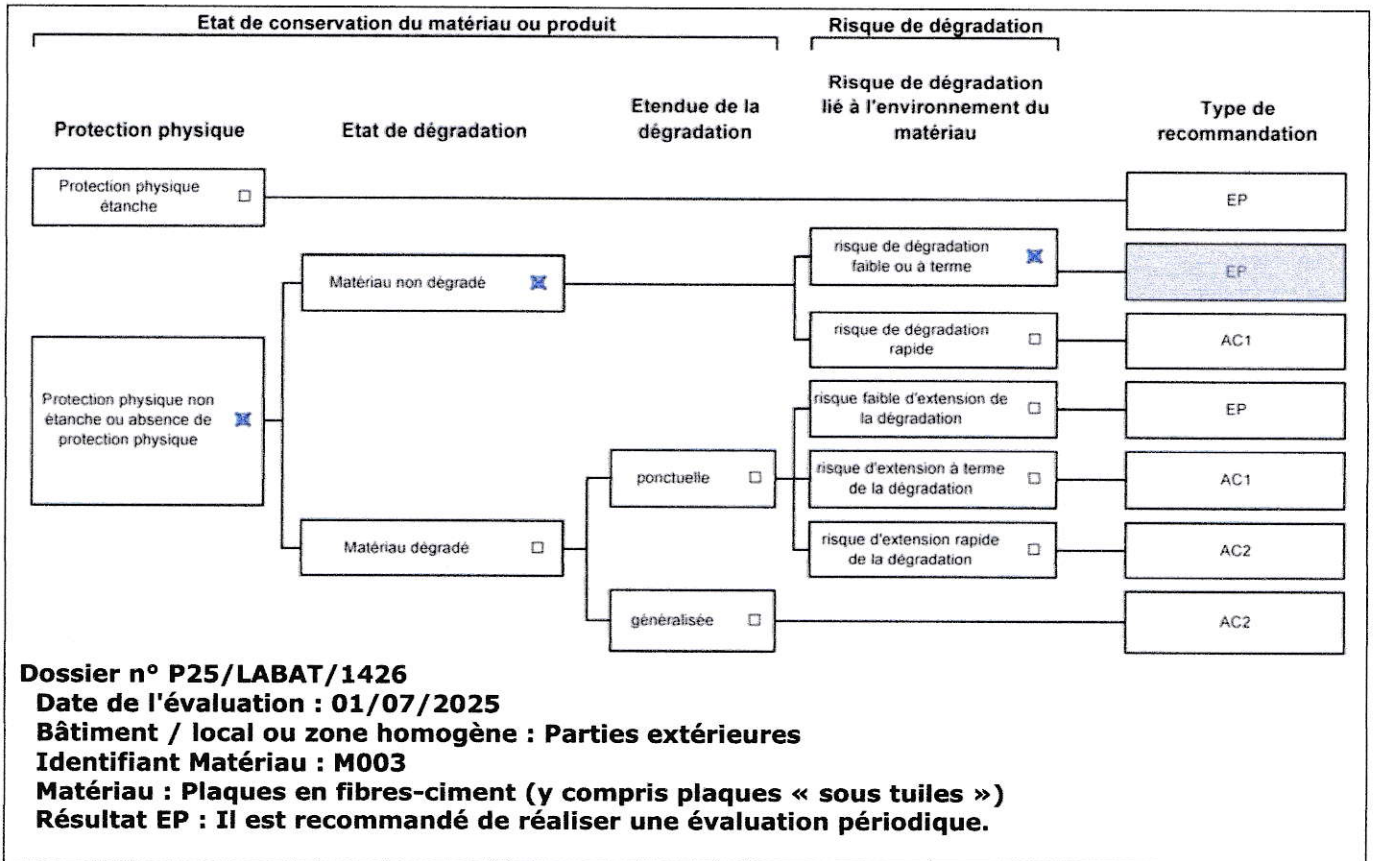 Etat de conservation du matériau ou produit
Risque de dégradation
Protection physique
Etat de dégradation
Etendue de la
dégradation
Risque de dégradation
lié à l'environnement du
matériau
Type de
recommandation
Protection physique
étanche
EP
Protection physique non
étanche ou absence de
protection physique
Matériau non dégradé
risque de dégradation
faible ou à terme
EP
risque de dégradation
rapide
AC1
Matériau dégradé
ponctuelle
risque faible d'extension de
la dégradation
EP
risque d'extension à terme
de la dégradation
AC1
risque d'extension rapide
de la dégradation
AC2
généralisée
AC2
Dossier n° P25/LABAT/1426
Date de l'évaluation : 01/07/2025
Bâtiment / local ou zone homogène : Parties extérieures
Identifiant Matériau : M003
Matériau : Plaques en fibres-ciment (y compris plaques « sous tuiles »)
Résultat EP : Il est recommandé de réaliser une évaluation périodique.